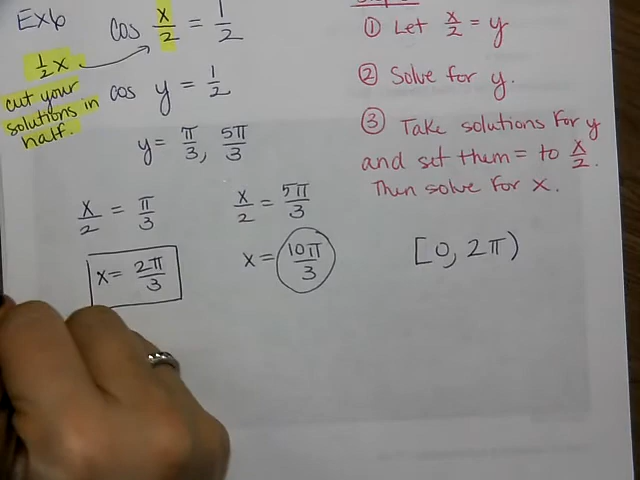 Ex6 cos x/2 = 1/2
1/2 x
cut your
solutions in
half.
cos y = 1/2
y = π/3, 5π/3
x/2 = π/3
x/2 = 5π/3
x = 2π/3
x = 10π/3
① Let x/2 = y
② Solve for y.
③ Take solutions for y
and set them = to x/2.
Then solve for x.
[0, 2π)